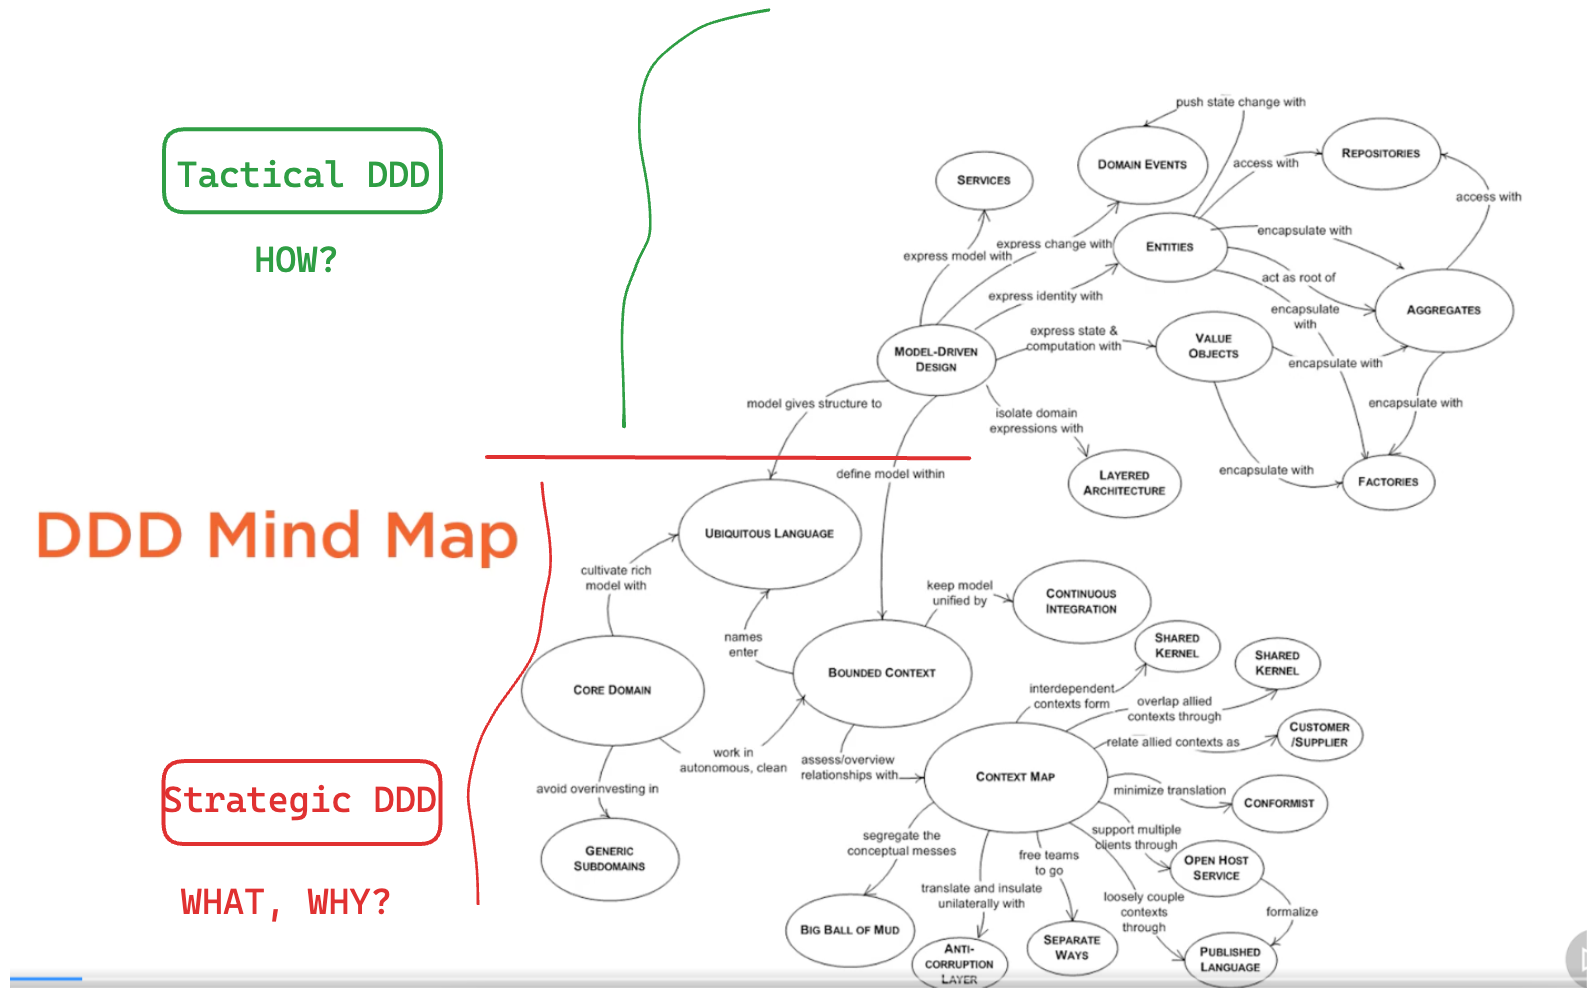 push state change with
Tactical DDD
HOW?
SERVICES
DOMAIN EVENTS
REPOSITORIES
access with
access with
ENTITIES
encapsulate with
express change with
express model with
act as root of
express identity with
encapsulate
with
AGGREGATES
express state &
computation with
VALUE
OBJECTS
MODEL-DRIVEN
DESIGN
encapsulate with
model gives structure to
isolate domain
expressions with
encapsulate with
define model within
encapsulate with
LAYERED
ARCHITECTURE
FACTORIES
DDD Mind Map
UBIQUITOUS LANGUAGE
cultivate rich
model with
keep model
unified by
CONTINUOUS
INTEGRATION
names
enter
SHARED
KERNEL
SHARED
KERNEL
BOUNDED CONTEXT
CORE DOMAIN
interdependent
contexts form
overlap allied
contexts through
CUSTOMER
/SUPPLIER
relate allied contexts as
work in
autonomous, clean
assess/overview
relationships with
CONTEXT MAP
avoid overinvesting in
minimize translation
CONFORMIST
Strategic DDD
WHAT, WHY?
GENERIC
SUBDOMAINS
segregate the
conceptual messes
free teams
to go
support multiple
clients through
OPEN HOST
SERVICE
translate and insulate
unilaterally with
loosely couple
contexts
through
formalize
BIG BALL OF MUD
ANTI-
CORRUPTION
LAYER
SEPARATE
WAYS
PUBLISHED
LANGUAGE